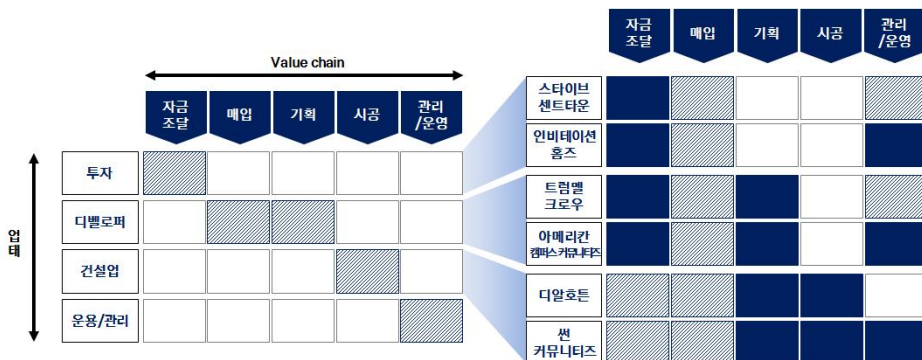 Value chain
자금
조달
매입
기획
시공
관리
/운영
업
태
투자
디벨로퍼
건설업
운용/관리
자금
조달
매입
기획
시공
관리
/운영
스타이브
센트타운
인비테이션
홈즈
트럼멜
크로우
아메리칸
캠퍼스커뮤니티즈
디알호튼
썬
커뮤니티즈